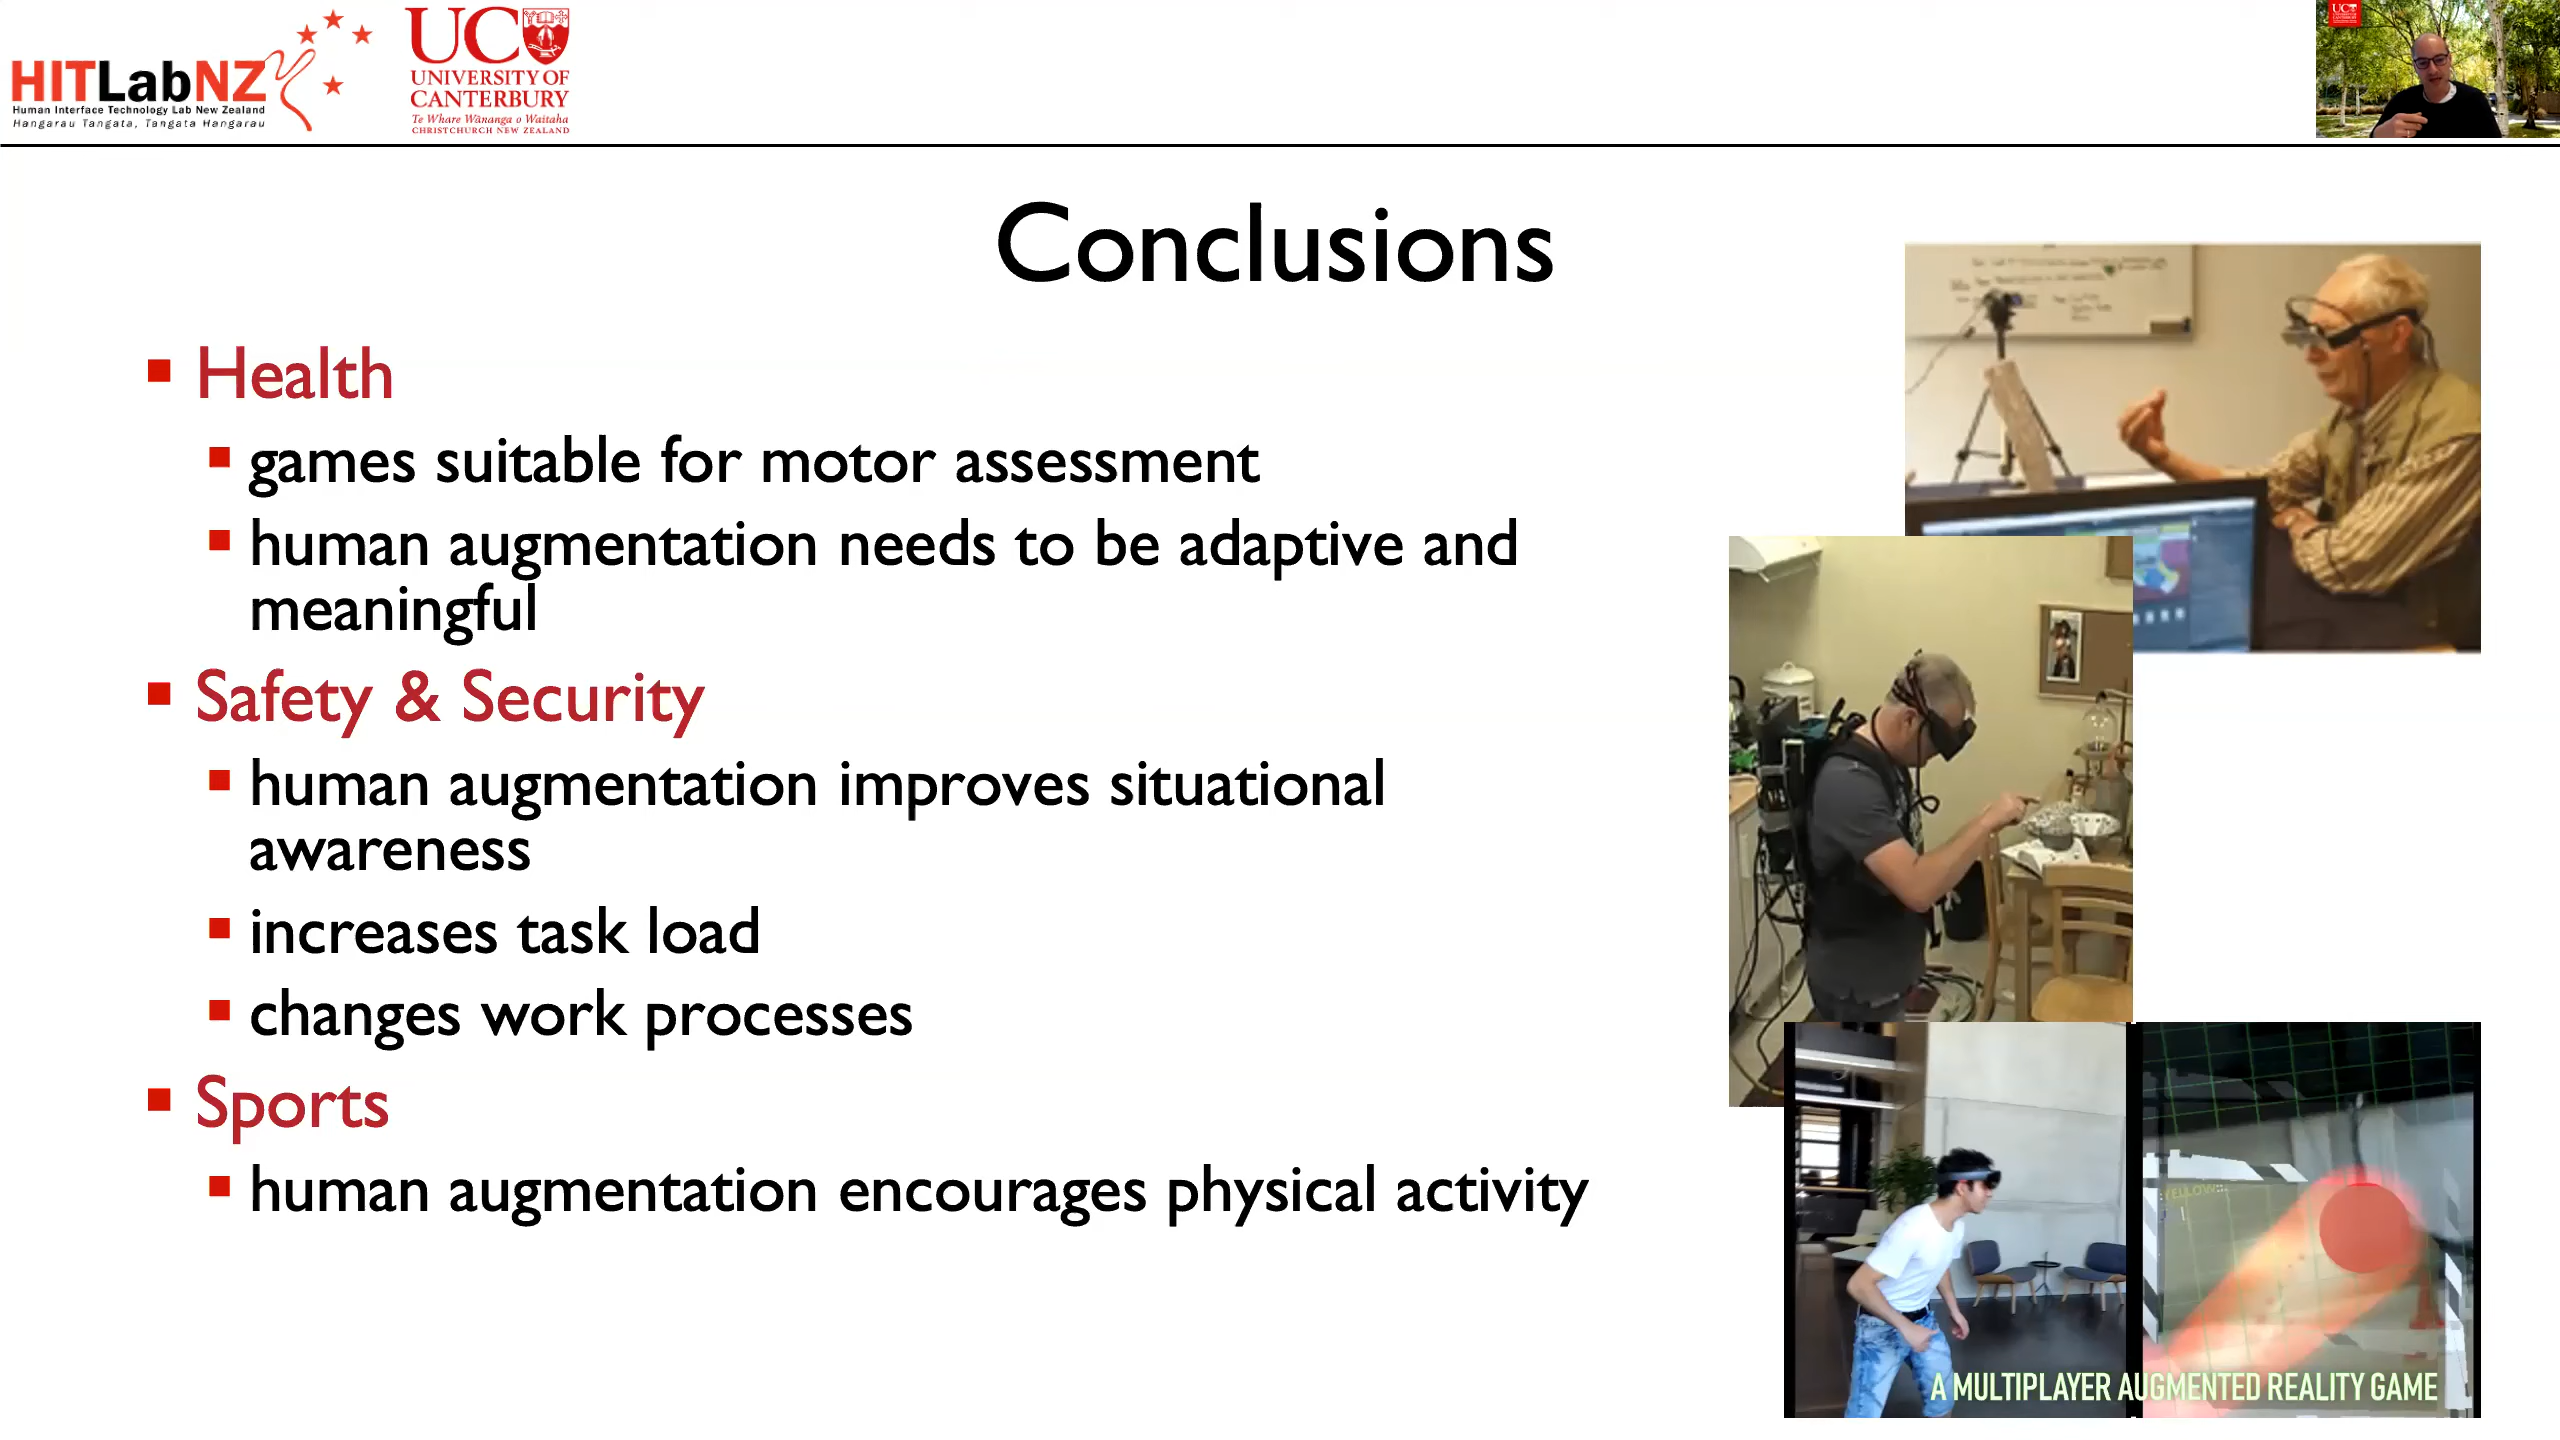 HITLabNZ
Human Interface Technology Lab New Zealand
Hangarau Tangata, Tangata Hangarau
UC
UNIVERSITY OF
CANTERBURY
Te Whare Wānanga o Waitaha
CHRISTCHURCH NEW ZEALAND
UC
Conclusions
Health
games suitable for motor assessment
human augmentation needs to be adaptive and
meaningful
Safety & Security
human augmentation improves situational
awareness
increases task load
changes work processes
Sports
human augmentation encourages physical activity
YELLOW
A MULTIPLAYER AUGMENTED REALITY GAME